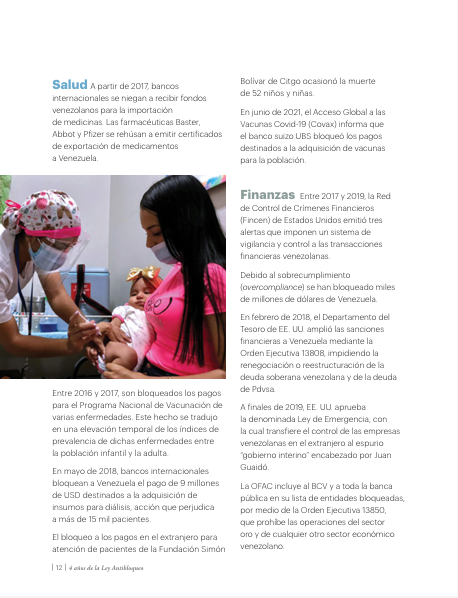 Salud A partir de 2017, bancos
internacionales se niegan a recibir fondos
venezolanos para la importación
de medicinas. Las farmacéuticas Baster,
Abbot y Pfizer se rehúsan a emitir certificados
de exportación de medicamentos
a Venezuela.
Entre 2016 y 2017, son bloqueados los pagos
para el Programa Nacional de Vacunación de
varias enfermedades. Este hecho se tradujo
en una elevación temporal de los índices de
prevalencia de dichas enfermedades entre
la población infantil y la adulta.
En mayo de 2018, bancos internacionales
bloquean a Venezuela el pago de 9 millones
de USD destinados a la adquisición de
insumos para diálisis, acción que perjudica
a más de 15 mil pacientes.
El bloqueo a los pagos en el extranjero para
atención de pacientes de la Fundación Simón
Bolívar de Citgo ocasionó la muerte
de 52 niños y niñas.
En junio de 2021, el Acceso Global a las
Vacunas Covid-19 (Covax) informa que
el banco suizo UBS bloqueó los pagos
destinados a la adquisición de vacunas
para la población.
Finanzas Entre 2017 y 2019, la Red
de Control de Crímenes Financieros
(Fincen) de Estados Unidos emitió tres
alertas que imponen un sistema de
vigilancia y control a las transacciones
financieras venezolanas.
Debido al sobrecumplimiento
(overcompliance) se han bloqueado miles
de millones de dólares de Venezuela.
En febrero de 2018, el Departamento del
Tesoro de EE. UU. amplió las sanciones
financieras a Venezuela mediante la
Orden Ejecutiva 13808, impidiendo la
renegociación o reestructuración de la
deuda soberana venezolana y de la deuda
de Pdvsa.
A finales de 2019, EE. UU. aprueba
la denominada Ley de Emergencia, con
la cual transfiere el control de las empresas
venezolanas en el extranjero al espurio
"gobierno interino" encabezado por Juan
Guaidó.
La OFAC incluye al BCV y a toda la banca
pública en su lista de entidades bloqueadas,
por medio de la Orden Ejecutiva 13850,
que prohíbe las operaciones del sector
oro y de cualquier otro sector económico
venezolano.
| 12 | 4 años de la Ley Antibloqueo